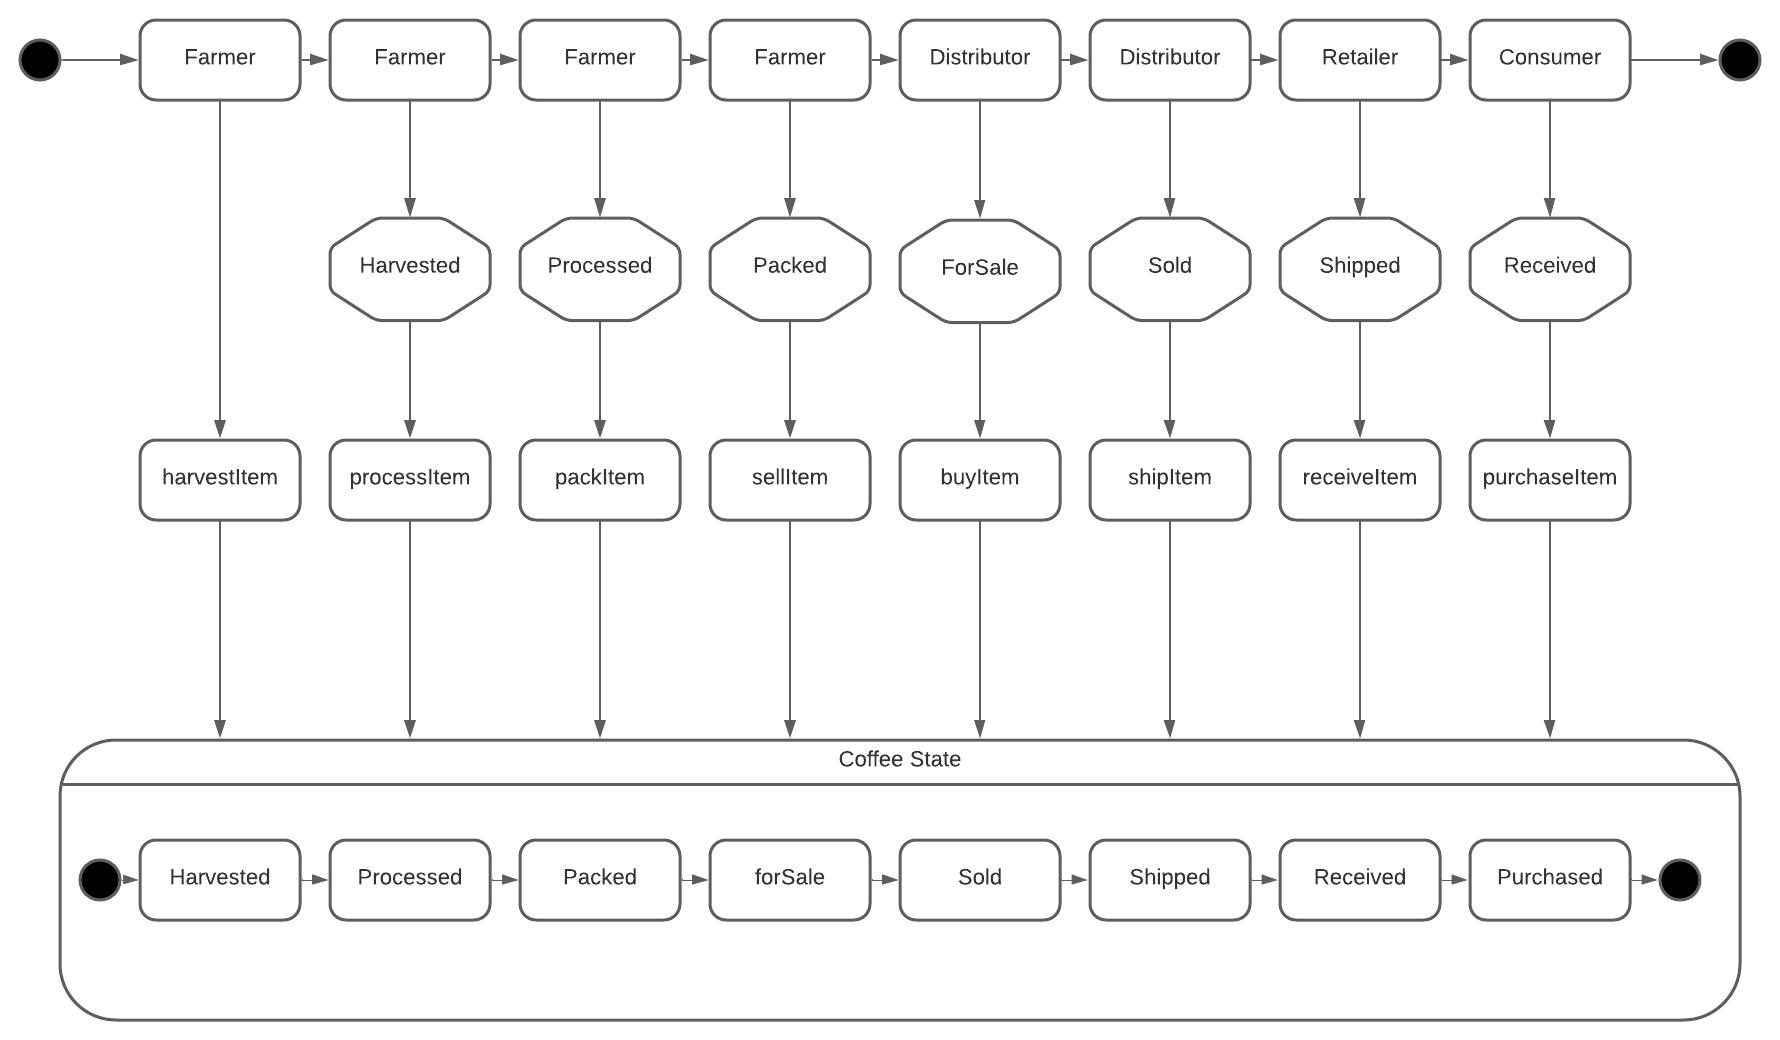 Farmer
Farmer
Farmer
Farmer
Distributor
Distributor
Retailer
Consumer
Harvested
Processed
Packed
ForSale
Sold
Shipped
Received
harvestItem
processItem
packItem
sellItem
buyItem
shipItem
receiveItem
purchaseItem
Coffee State
Harvested
Processed
Packed
forSale
Sold
Shipped
Received
Purchased